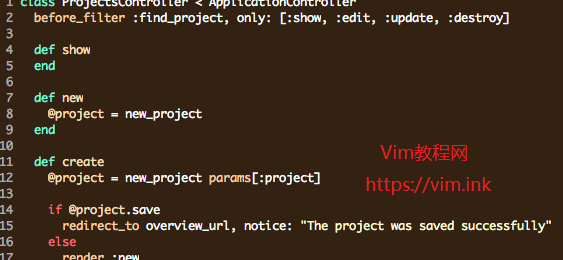 1 class ProjectsController < ApplicationController
2   before_filter :find_project, only: [:show, :edit, :update, :destroy]
3
4   def show
5   end
6
7   def new
8     @project = new_project
9   end
10
11   def create
12     @project = new_project params[:project]
13
14     if @project.save
15       redirect_to overview_url, notice: "The project was saved successfully"
16     else
17       render :new
Vim教程网
https://vim.ink